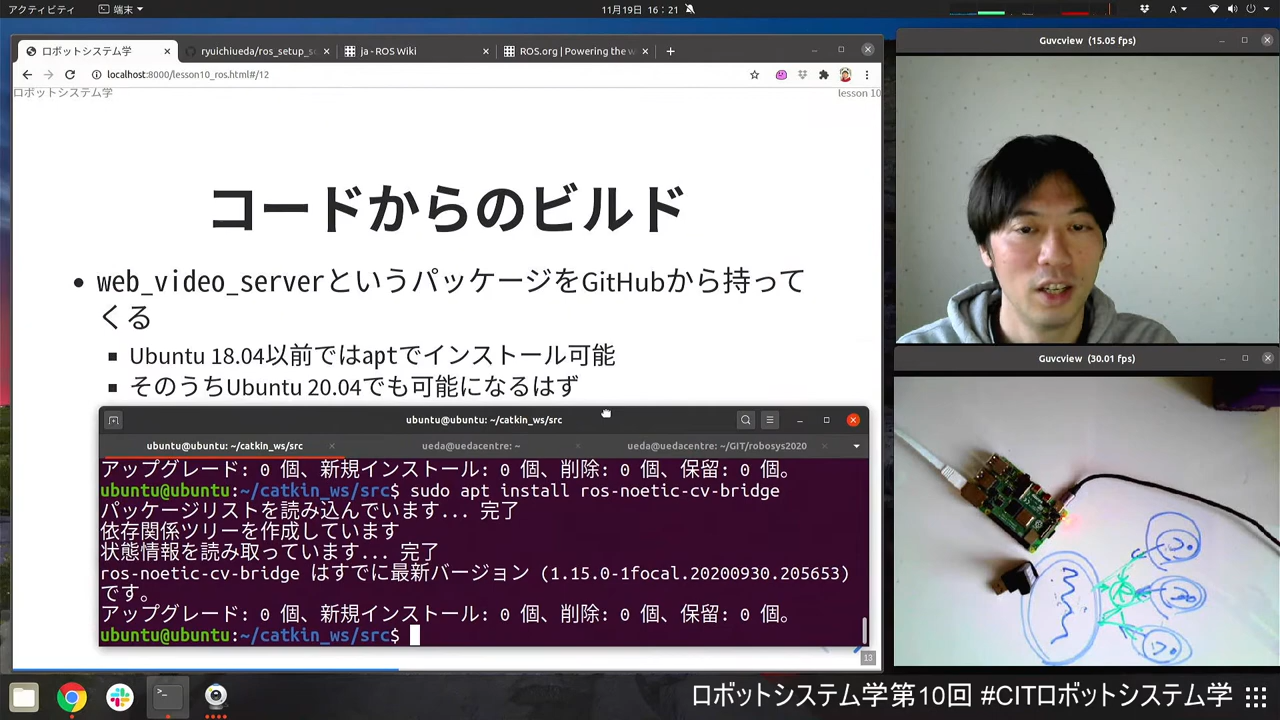 アクティビティ
端末
11月19日 16:21
A
ロボットシステム学
ryuichiueda/ros_setup_sc
ja - ROS Wiki
ROS.org | Powering the w
localhost:8000/lesson10_ros.html#/12
ロボットシステム学
lesson 10
コードからのビルド
web_video_serverというパッケージをGitHubから持って
くる
Ubuntu 18.04以前ではaptでインストール可能
そのうちUbuntu 20.04でも可能になるはず
ubuntu@ubuntu: ~/catkin_ws/src
ubuntu@ubuntu: ~/catkin_ws/src
ueda@uedacentre: ~
ueda@uedacentre: ~/GIT/robosys2020
アップグレード: 0 個、新規インストール: 0 個、削除: 0 個、保留: 0 個。
ubuntu@ubuntu:~/catkin_ws/src$ sudo apt install ros-noetic-cv-bridge
パッケージリストを読み込んでいます... 完了
依存関係ツリーを作成しています
状態情報を読み取っています... 完了
ros-noetic-cv-bridge はすでに最新バージョン (1.15.0-1focal.20200930.205653)
です。
アップグレード: 0 個、新規インストール: 0 個、削除: 0 個、保留: 0 個。
ubuntu@ubuntu:~/catkin_ws/src$
13
Guvcview (15.05 fps)
Guvcview (30.01 fps)
ロボットシステム学第10回 #CITロボットシステム学